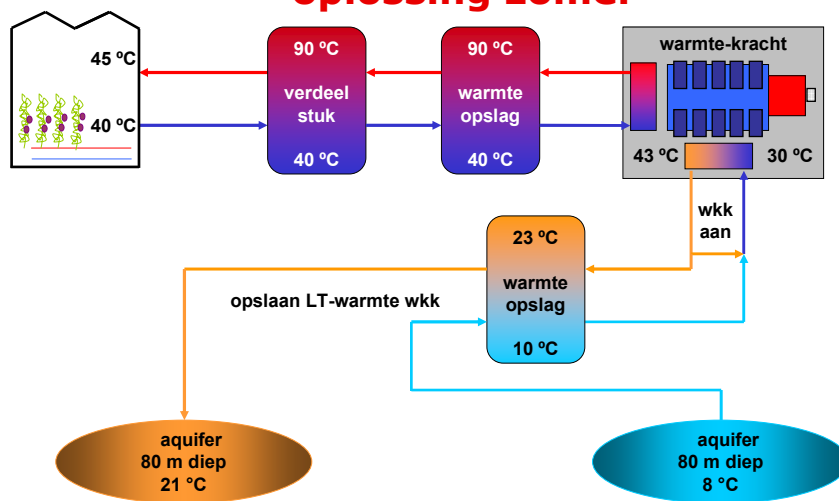 oplossing zomer
45 ºC
40 ºC
90 ºC
verdeel
stuk
40 ºC
90 ºC
warmte
opslag
40 ºC
warmte-kracht
43 ºC
30 ºC
wkk
aan
23 ºC
warmte
opslag
10 ºC
opslaan LT-warmte wkk
aquifer
80 m diep
21 °C
aquifer
80 m diep
8 °C